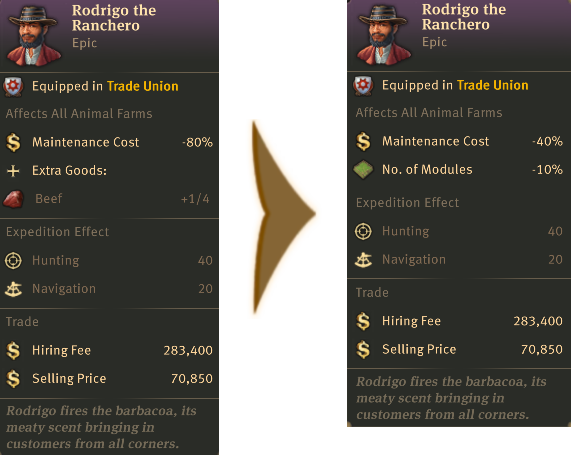 Rodrigo the
Ranchero
Epic
Equipped in Trade Union
Affects All Animal Farms
Maintenance Cost -80%
Extra Goods:
Beef +1/4
Expedition Effect
Hunting 40
Navigation 20
Trade
Hiring Fee 283,400
Selling Price 70,850
Rodrigo fires the barbacoa, its
meaty scent bringing in
customers from all corners.
Rodrigo the
Ranchero
Epic
Equipped in Trade Union
Affects All Animal Farms
Maintenance Cost -40%
No. of Modules -10%
Expedition Effect
Hunting 40
Navigation 20
Trade
Hiring Fee 283,400
Selling Price 70,850
Rodrigo fires the barbacoa, its
meaty scent bringing in
customers from all corners.